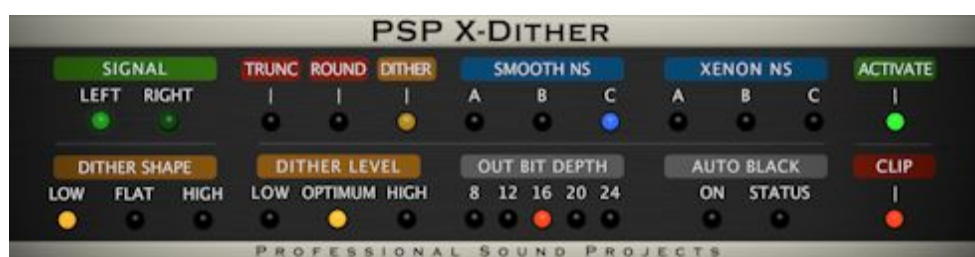 PSP X-DITHER
SIGNAL TRUNC ROUND DITHER SMOOTH NS XENON NS ACTIVATE
LEFT RIGHT A B C A B C
DITHER SHAPE DITHER LEVEL OUT BIT DEPTH AUTO BLACK CLIP
LOW FLAT HIGH LOW OPTIMUM HIGH 8 12 16 20 24 ON STATUS
PROFESSIONAL SOUND PROJECTS